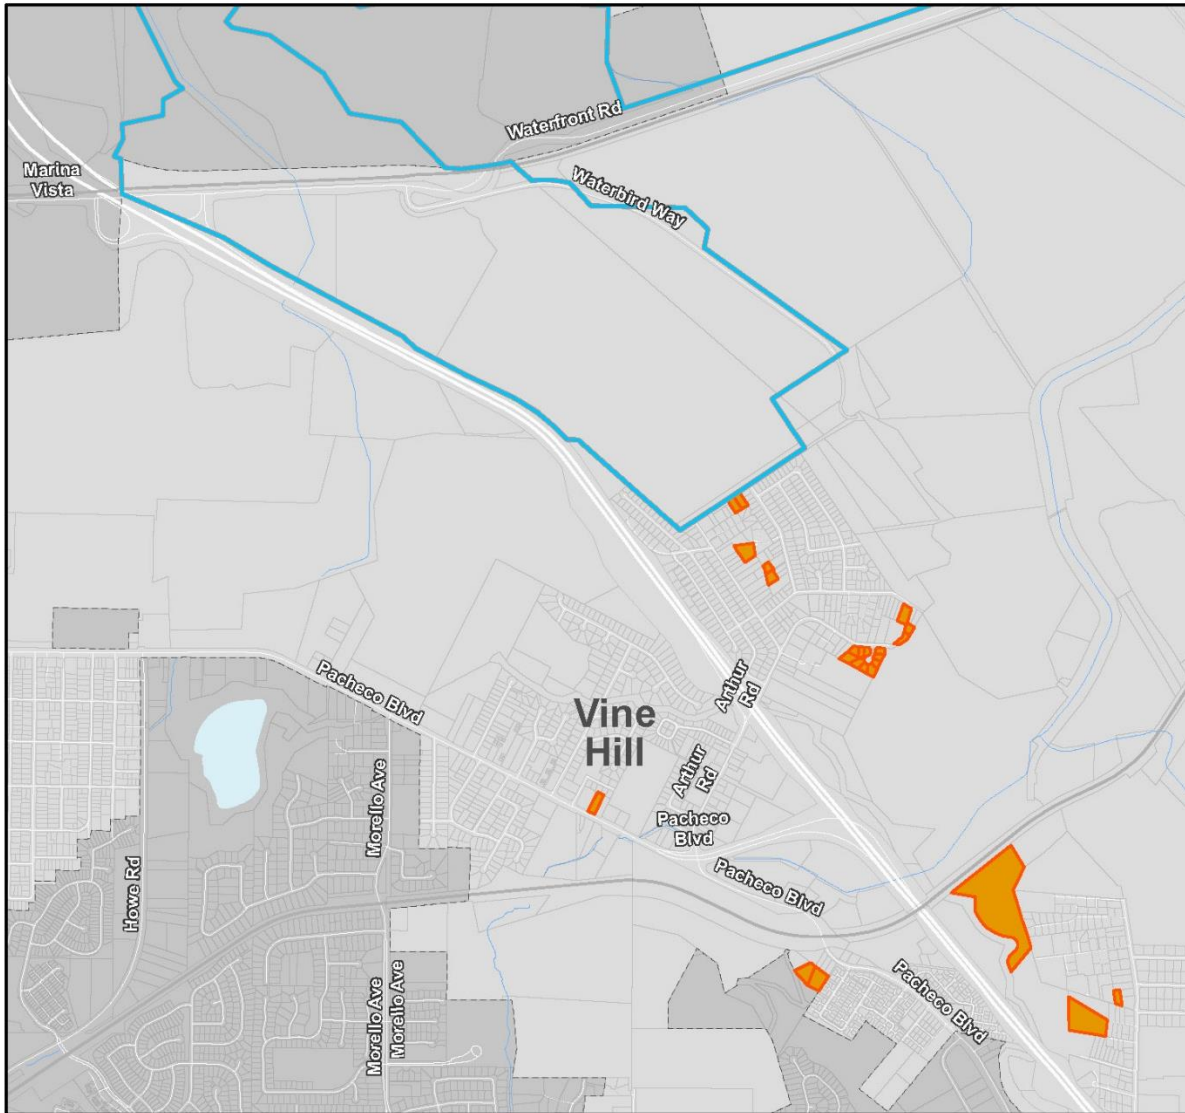 Waterfront Rd
Marina
Vista
Waterbird Way
Pacheco Blvd
Arthur
Rd
Vine
Hill
Arthur
Rd
Morello Ave
Pacheco
Blvd
Howe Rd
Pacheco Blvd
Pacheco Blvd
Morello Ave
Morello Ave